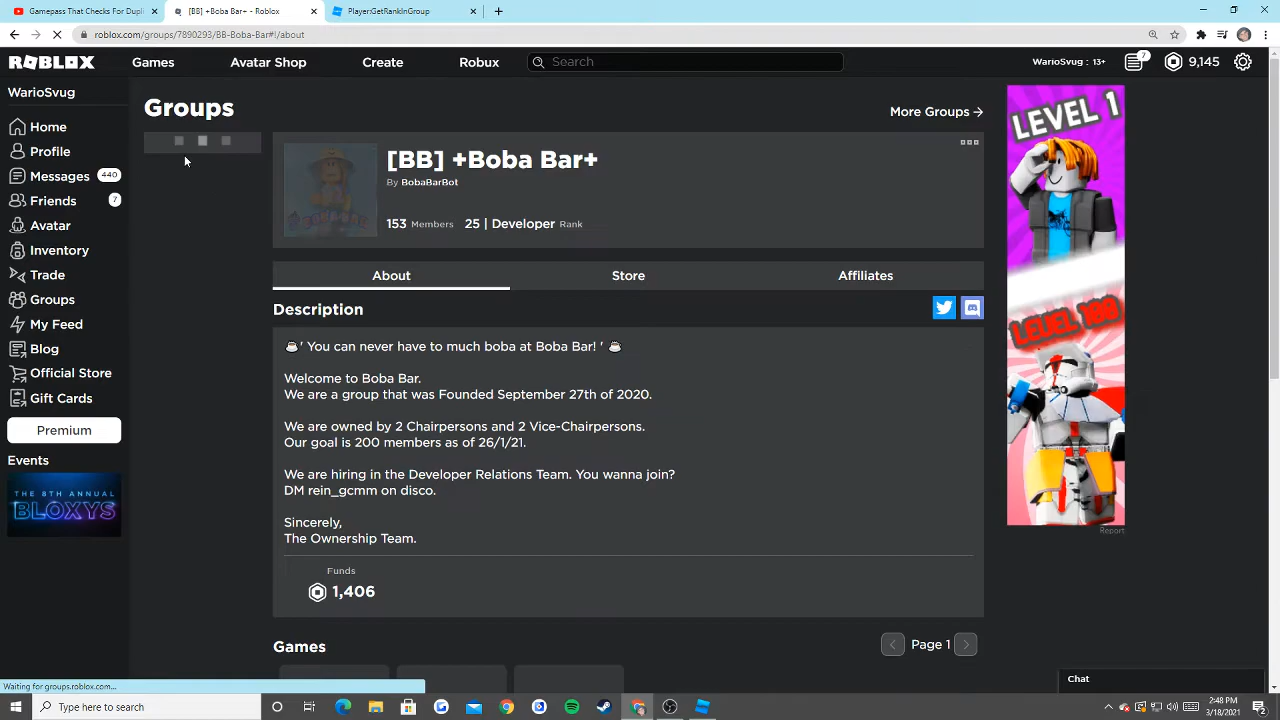 Gamepass That Checks For Dupli
[BB] +Boba Bar+ - Roblox
Player:GetRankInGroup
roblox.com/groups/7890293/BB-Boba-Bar#!/about
ROBLOX
Games
Avatar Shop
Create
Robux
Search
WarioSvug : 13+
7
9,145
WarioSvug
Home
Profile
Messages 440
Friends 7
Avatar
Inventory
Trade
Groups
My Feed
Blog
Official Store
Gift Cards
Premium
Events
THE 8TH ANNUAL
BLOXYS
Groups
More Groups
[BB] +Boba Bar+
By BobaBarBot
153 Members 25 | Developer Rank
About
Store
Affiliates
Description
☕' You can never have to much boba at Boba Bar! ' ☕
Welcome to Boba Bar.
We are a group that was Founded September 27th of 2020.
We are owned by 2 Chairpersons and 2 Vice-Chairpersons.
Our goal is 200 members as of 26/1/21.
We are hiring in the Developer Relations Team. You wanna join?
DM rein_gcmm on disco.
Sincerely,
The Ownership Team.
Funds
1,406
Games
Page 1
LEVEL 1
LEVEL 100
Report
Chat
Waiting for groups.roblox.com...
Type here to search
2:48 PM
3/18/2021
2